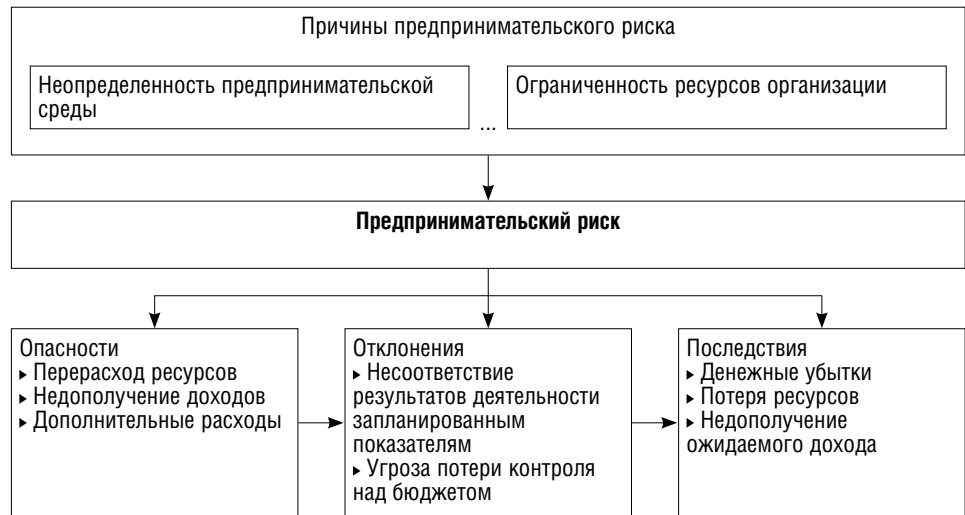 Причины предпринимательского риска
Неопределенность предпринимательской
среды
...
Ограниченность ресурсов организации
Предпринимательский риск
Опасности
▸ Перерасход ресурсов
▸ Недополучение доходов
▸ Дополнительные расходы
Отклонения
▸ Несоответствие
результатов деятельности
запланированным
показателям
▸ Угроза потери контроля
над бюджетом
Последствия
▸ Денежные убытки
▸ Потеря ресурсов
▸ Недополучение
ожидаемого дохода